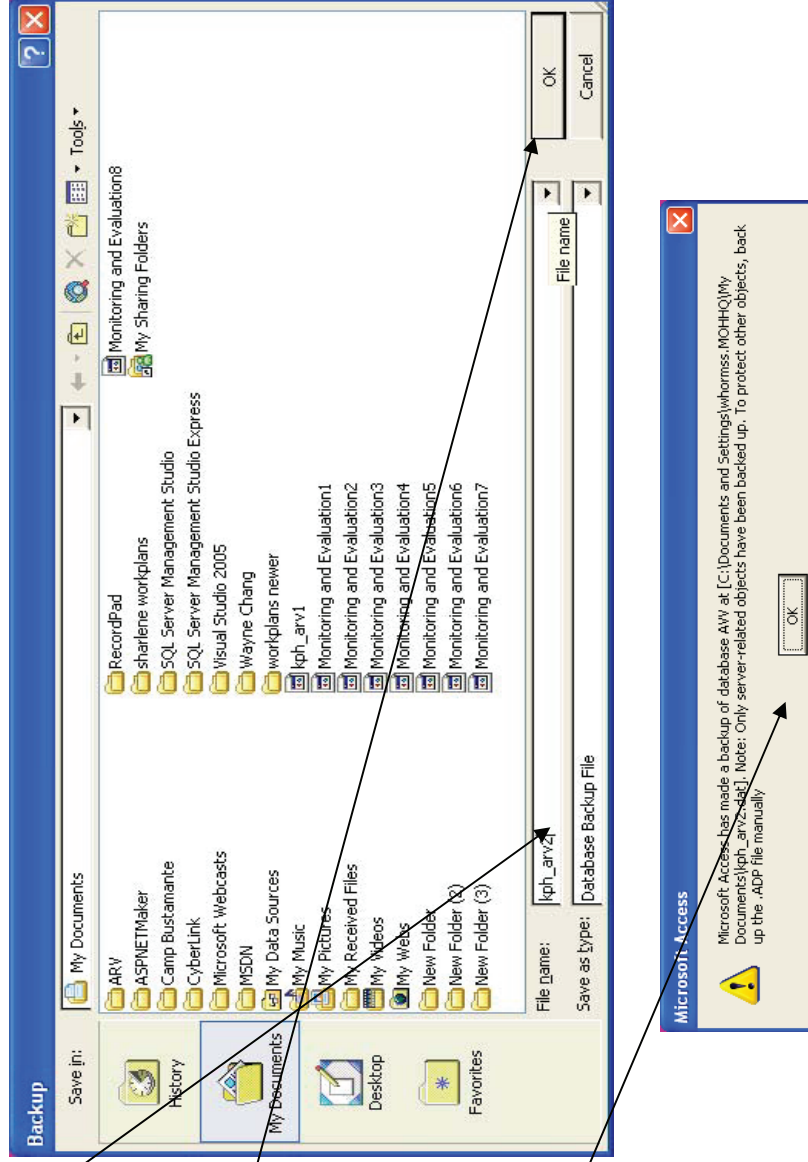 Backup
Save in:
My Documents
Tools
History
My Documents
Desktop
Favorites
ARV
ASPNETMaker
Camp Bustamante
CyberLink
Microsoft Webcasts
MSDN
My Data Sources
My Music
My Pictures
My Received Files
My Videos
My Webs
New Folder
New Folder (2)
New Folder (3)
RecordPad
sharlene workplans
SQL Server Management Studio
SQL Server Management Studio Express
Visual Studio 2005
Wayne Chang
workplans newer
kph_arv1
Monitoring and Evaluation1
Monitoring and Evaluation2
Monitoring and Evaluation3
Monitoring and Evaluation4
Monitoring and Evaluation5
Monitoring and Evaluation6
Monitoring and Evaluation7
Monitoring and Evaluation8
My Sharing Folders
File name:
kph_arv2
File name
OK
Save as type:
Database Backup File
Cancel
Microsoft Access
Microsoft Access has made a backup of database AVV at [C:\Documents and Settings\whormss.MOHHQ\My
Documents\kph_arv2.dat]. Note: Only server-related objects have been backed up. To protect other objects, back
up the .ADP file manually
OK